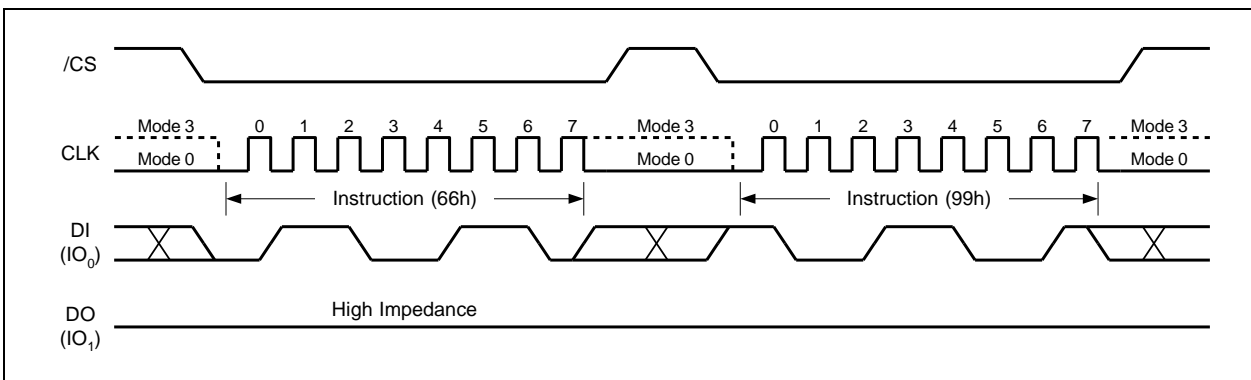 /CS
Mode 3 0 1 2 3 4 5 6 7 Mode 3 0 1 2 3 4 5 6 7 Mode 3
CLK
Mode 0 Mode 0 Mode 0
Instruction (66h) Instruction (99h)
DI
(IO₀)
High Impedance
DO
(IO₁)